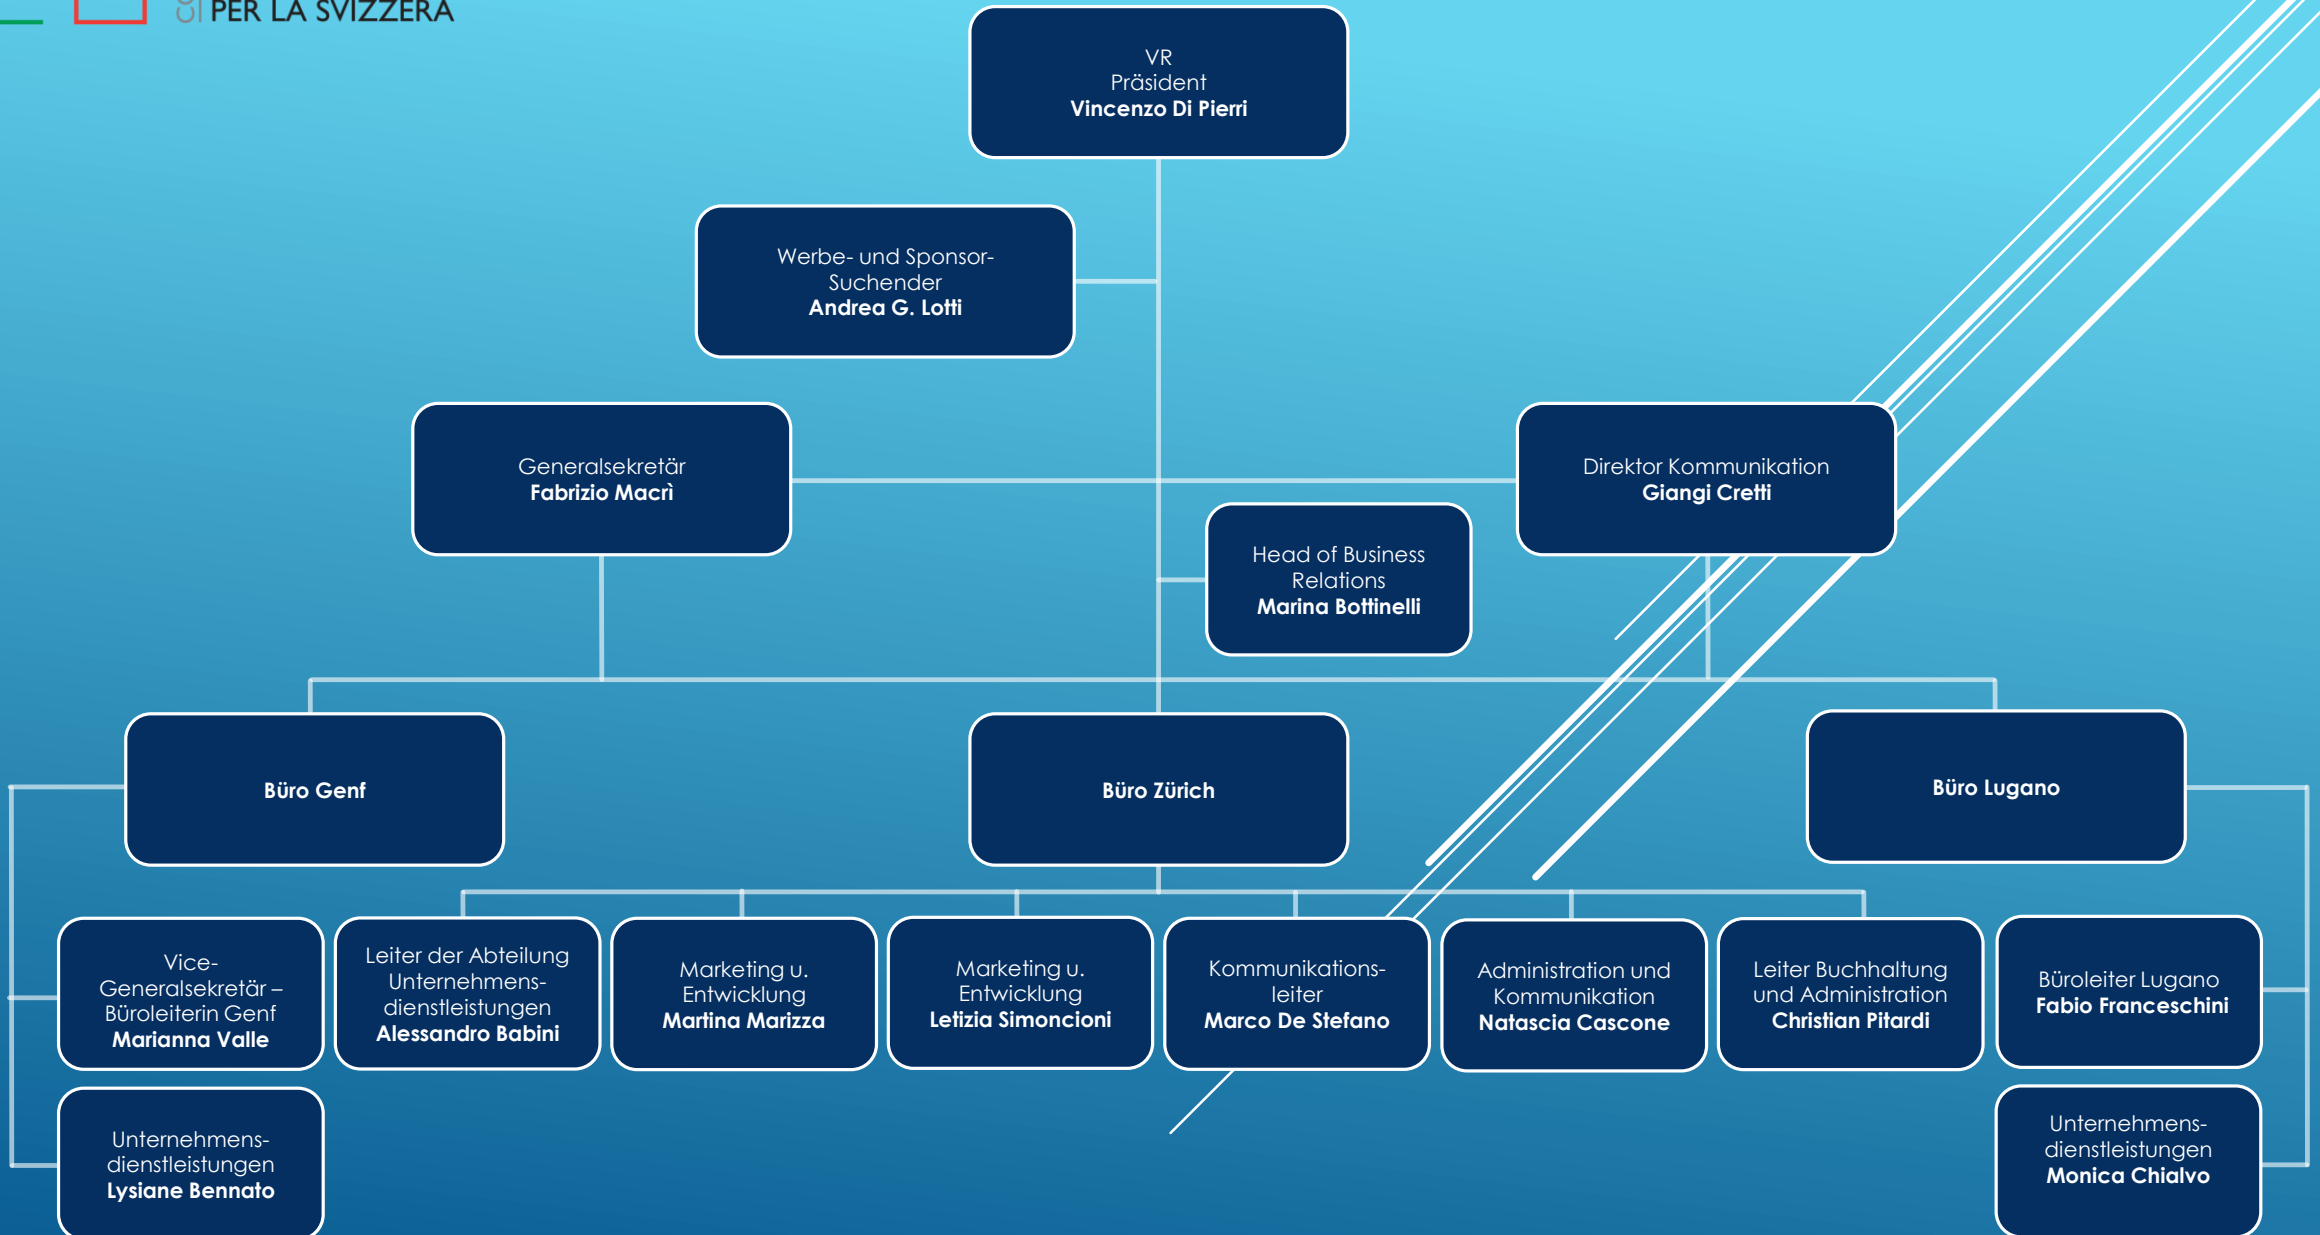 PER LA SVIZZERA
VR
Präsident
Vincenzo Di Pierri
Werbe- und Sponsor-
Suchender
Andrea G. Lotti
Generalsekretär
Fabrizio Macrì
Direktor Kommunikation
Giangi Cretti
Head of Business
Relations
Marina Bottinelli
Büro Genf
Büro Zürich
Büro Lugano
Vice-
Generalsekretär –
Büroleiterin Genf
Marianna Valle
Leiter der Abteilung
Unternehmens-
dienstleistungen
Alessandro Babini
Marketing u.
Entwicklung
Martina Marizza
Marketing u.
Entwicklung
Letizia Simoncioni
Kommunikations-
leiter
Marco De Stefano
Administration und
Kommunikation
Natascia Cascone
Leiter Buchhaltung
und Administration
Christian Pitardi
Büroleiter Lugano
Fabio Franceschini
Unternehmens-
dienstleistungen
Lysiane Bennato
Unternehmens-
dienstleistungen
Monica Chialvo